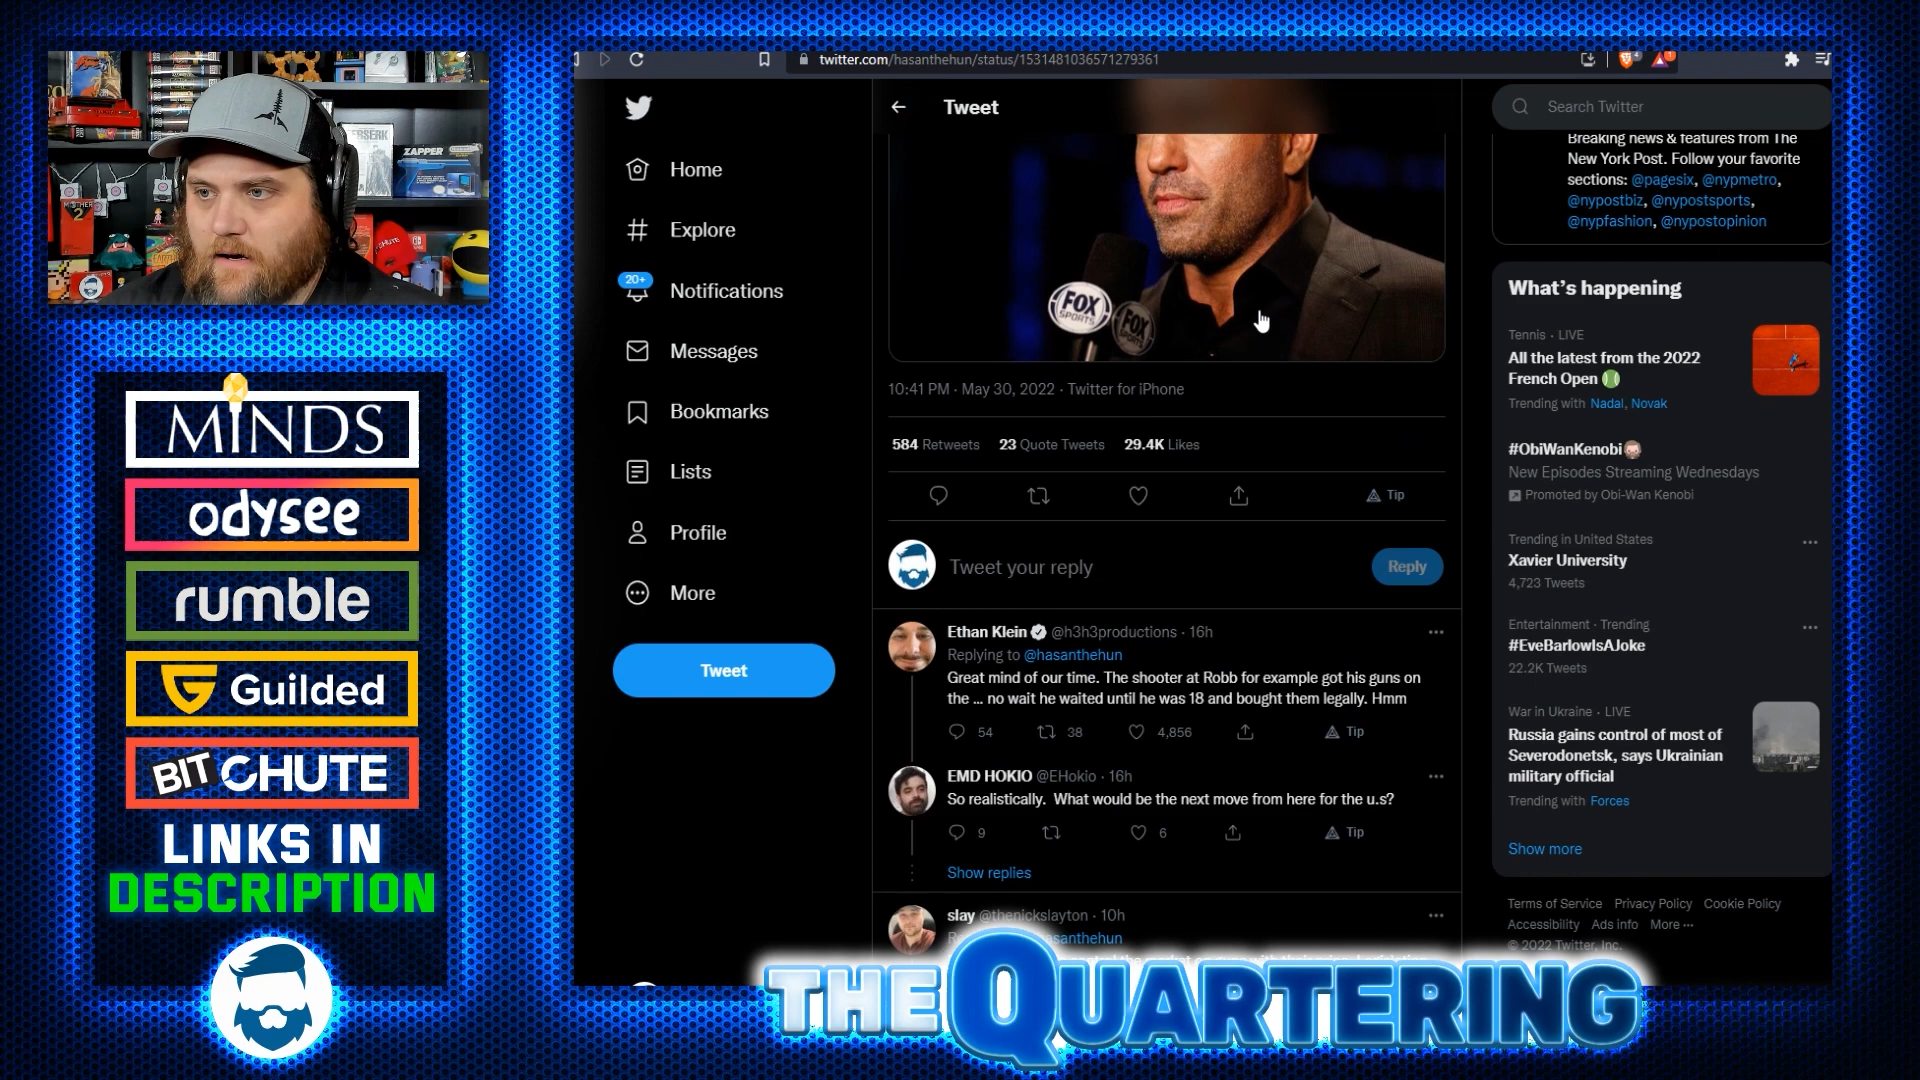 BERSERK
ZAPPER
MOTHER
2
MINDS
odysee
rumble
Guilded
BITCHUTE
LINKS IN
DESCRIPTION
twitter.com/hasanthehun/status/1531481036571279361
Home
Explore
20+
Notifications
Messages
Bookmarks
Lists
Profile
More
Tweet
Tweet
FOX
SPORTS
FOX
SPORTS
10:41 PM · May 30, 2022 · Twitter for iPhone
584 Retweets 23 Quote Tweets 29.4K Likes
Tip
Tweet your reply
Reply
Ethan Klein @h3h3productions · 16h
Replying to @hasanthehun
Great mind of our time. The shooter at Robb for example got his guns on
the ... no wait he waited until he was 18 and bought them legally. Hmm
54 38 4,856 Tip
EMD HOKIO @EHokio · 16h
So realistically. What would be the next move from here for the u.s?
9 6 Tip
Show replies
slay @thenickslayton · 10h
Search Twitter
Breaking news & features from The
New York Post. Follow your favorite
sections: @pagesix, @nypmetro,
@nypostbiz, @nypostsports,
@nypfashion, @nypostopinion
What's happening
Tennis · LIVE
All the latest from the 2022
French Open
Trending with Nadal, Novak
#ObiWanKenobi
New Episodes Streaming Wednesdays
Promoted by Obi-Wan Kenobi
Trending in United States
Xavier University
4,723 Tweets
Entertainment · Trending
#EveBarlowIsAJoke
22.2K Tweets
War in Ukraine · LIVE
Russia gains control of most of
Severodonetsk, says Ukrainian
military official
Trending with Forces
Show more
Terms of Service Privacy Policy Cookie Policy
Accessibility Ads info More ···
© 2022 Twitter, Inc.
THE QUARTERING